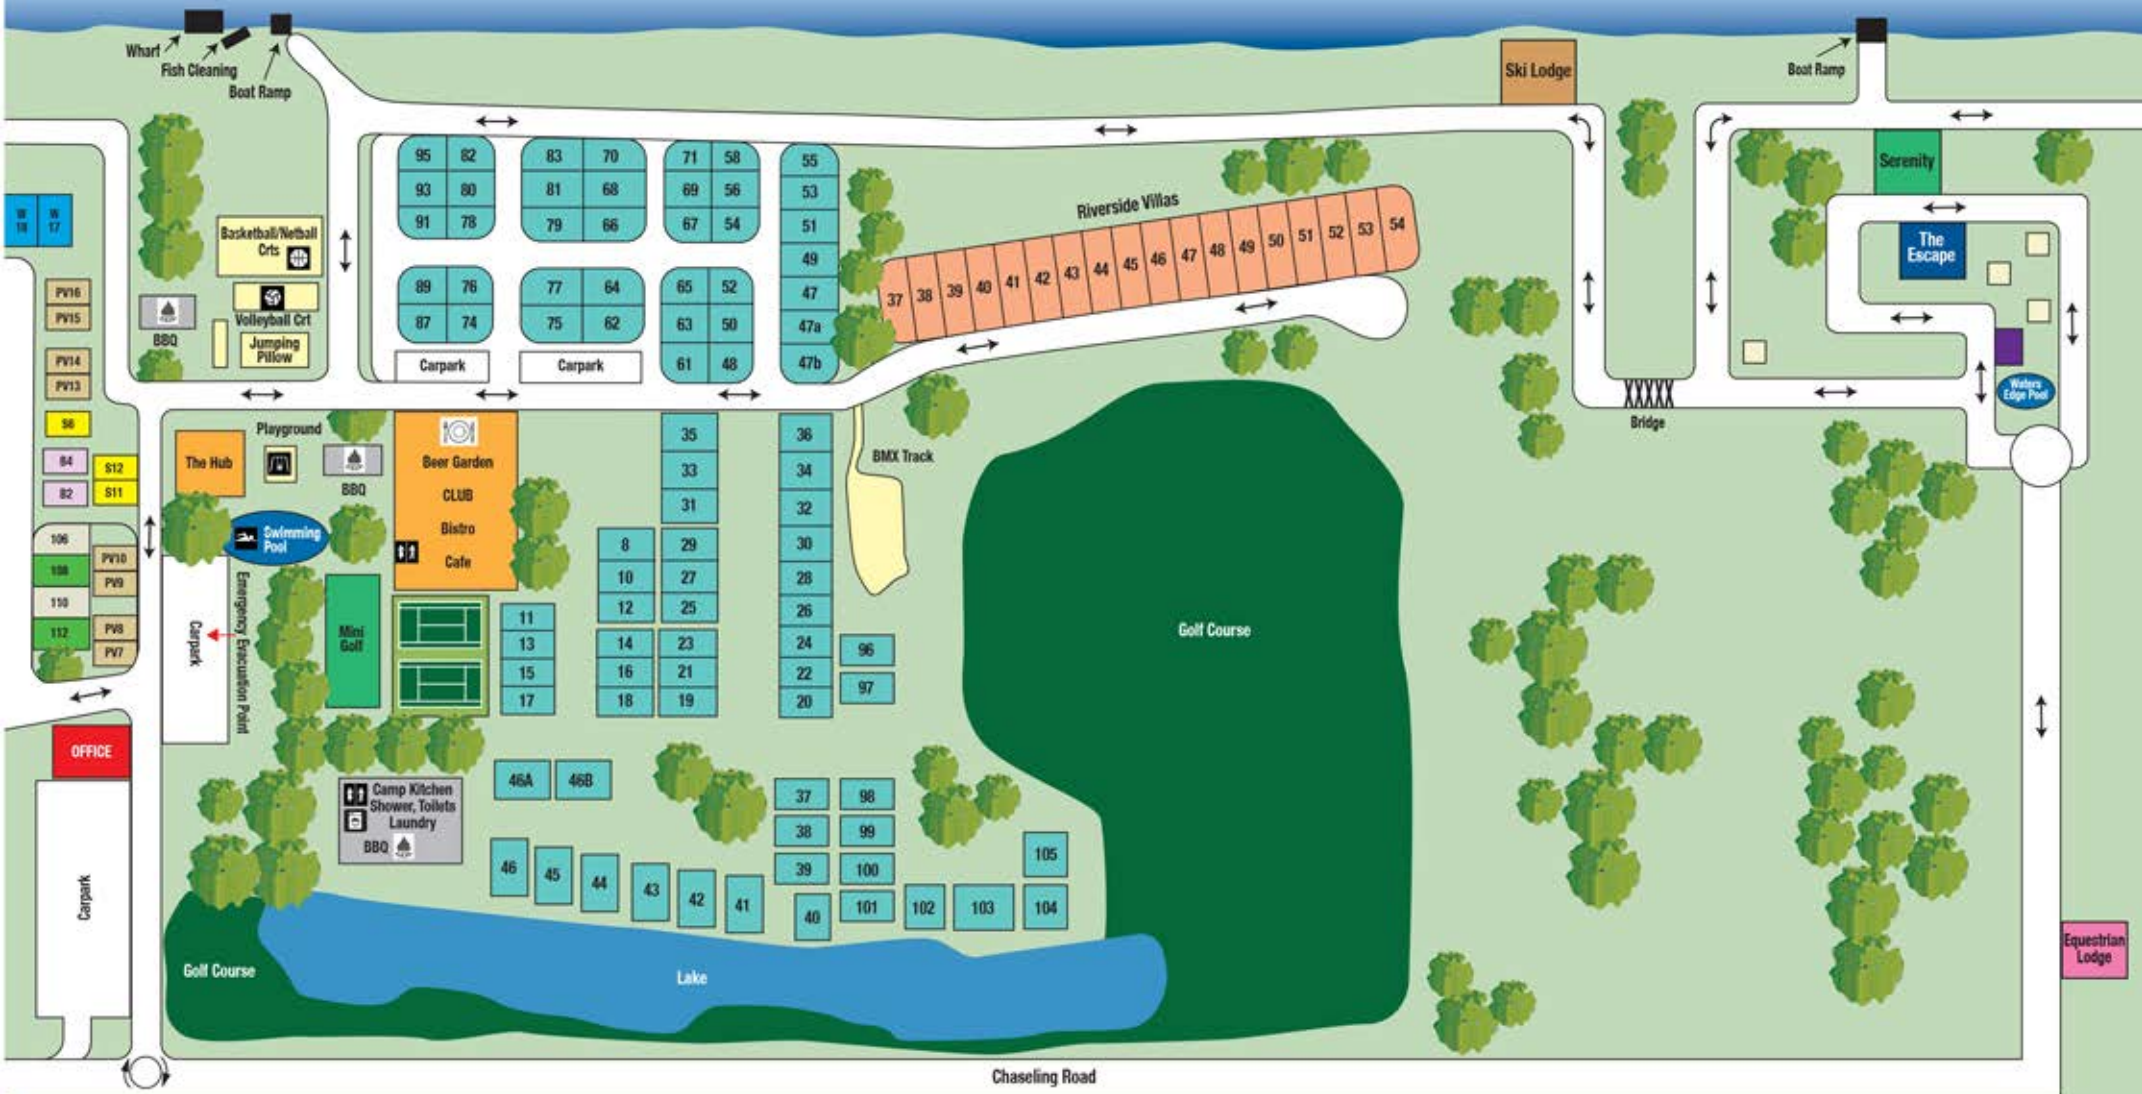 Wharf
Fish Cleaning
Boat Ramp
Ski Lodge
Boat Ramp
Serenity
The
Escape
Waters
Edge Pool
W
18
W
17
Basketball/Netball
Crts
Volleyball Crt
Jumping
Pillow
BBQ
PV16
PV15
PV14
PV13
S6
84
82
S12
S11
106
108
110
112
PV10
PV9
PV8
PV7
95 82
93 80
91 78
83 70
81 68
79 66
71 58
69 56
67 54
55
53
51
49
47
47a
47b
89 76
87 74
77 64
75 62
65 52
63 50
61 48
Carpark
Carpark
Riverside Villas
37 38 39 40 41 42 43 44 45 46 47 48 49 50 51 52 53 54
Bridge
Playground
The Hub
BBQ
Swimming
Pool
Beer Garden
CLUB
Bistro
Cafe
BMX Track
35
33
31
29
27
25
23
21
19
36
34
32
30
28
26
24
22
20
8
10
12
14
16
18
11
13
15
17
96
97
Emergency Evacuation Point
Carpark
Mini
Golf
Golf Course
OFFICE
Carpark
Camp Kitchen
Shower, Toilets
Laundry
BBQ
46A 46B
46 45 44 43 42 41
37 98
38 99
39 100
40 101 102 103 104
105
Equestrian
Lodge
Golf Course
Lake
Chaseling Road